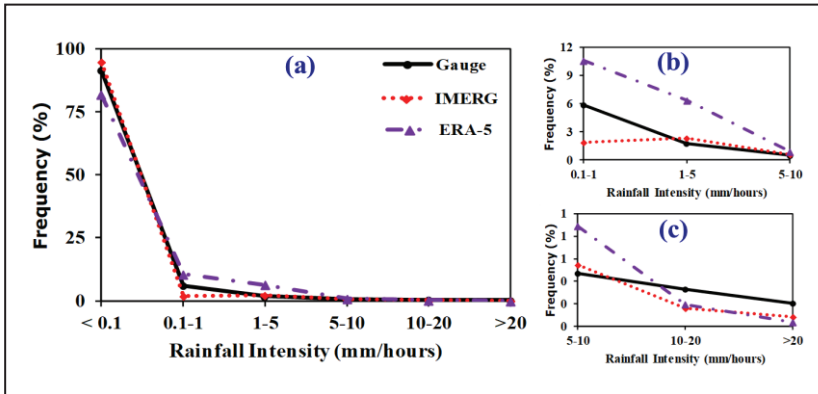 (a)
Gauge
IMERG
ERA-5
100
75
50
25
0
Frequency (%)
< 0.1 0.1-1 1-5 5-10 10-20 >20
Rainfall Intensity (mm/hours)
(b)
12
9
6
3
0
Frequency (%)
0.1-1 1-5 5-10
Rainfall Intensity (mm/hours)
(c)
1
1
1
0
0
0
Frequency (%)
5-10 10-20 >20
Rainfall Intensity (mm/hours)